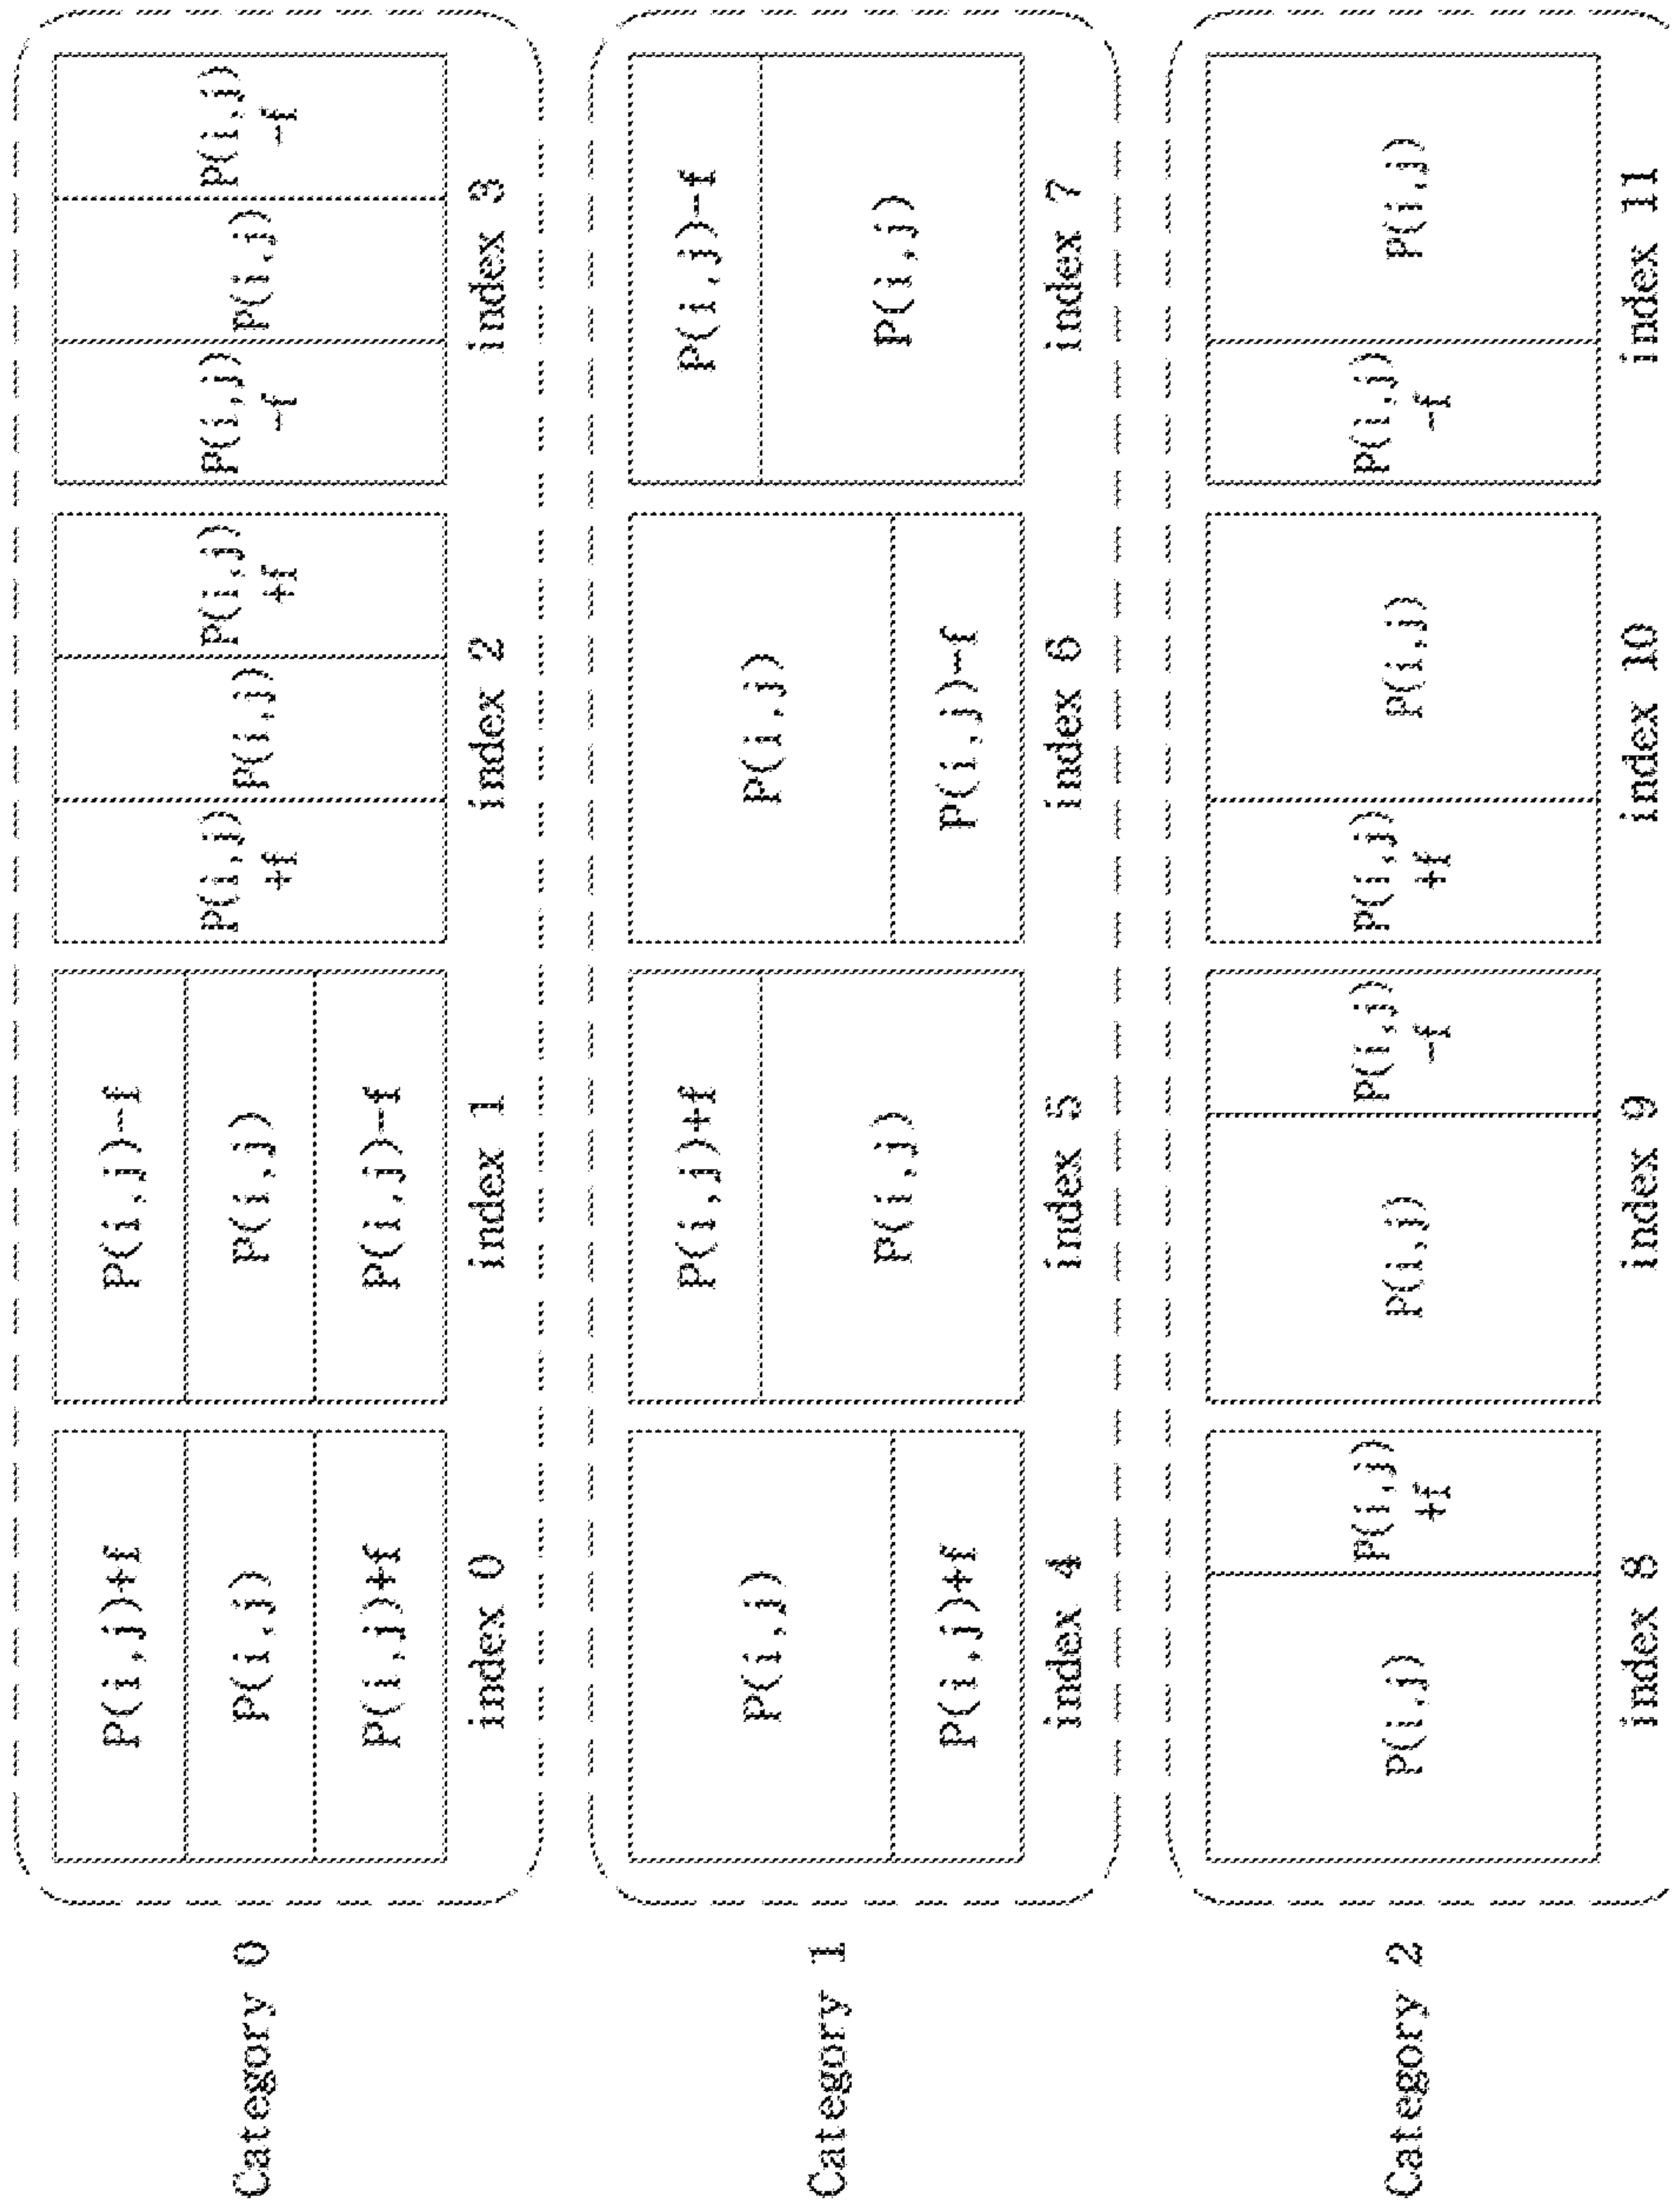 Category 0
P(i,j)+f
P(i,j)
P(i,j)+f
index 0
P(i,j)-f
P(i,j)
P(i,j)-f
index 1
P(i,j)
+f
P(i,j)
P(i,j)
+f
index 2
P(i,j)
-f
P(i,j)
P(i,j)
-f
index 3
Category 1
P(i,j)
P(i,j)+f
index 4
P(i,j)+f
P(i,j)
index 5
P(i,j)
P(i,j)-f
index 6
P(i,j)-f
P(i,j)
index 7
Category 2
P(i,j)
P(i,j)
+f
index 8
P(i,j)
P(i,j)
-f
index 9
P(i,j)
+f
P(i,j)
index 10
P(i,j)
-f
P(i,j)
index 11